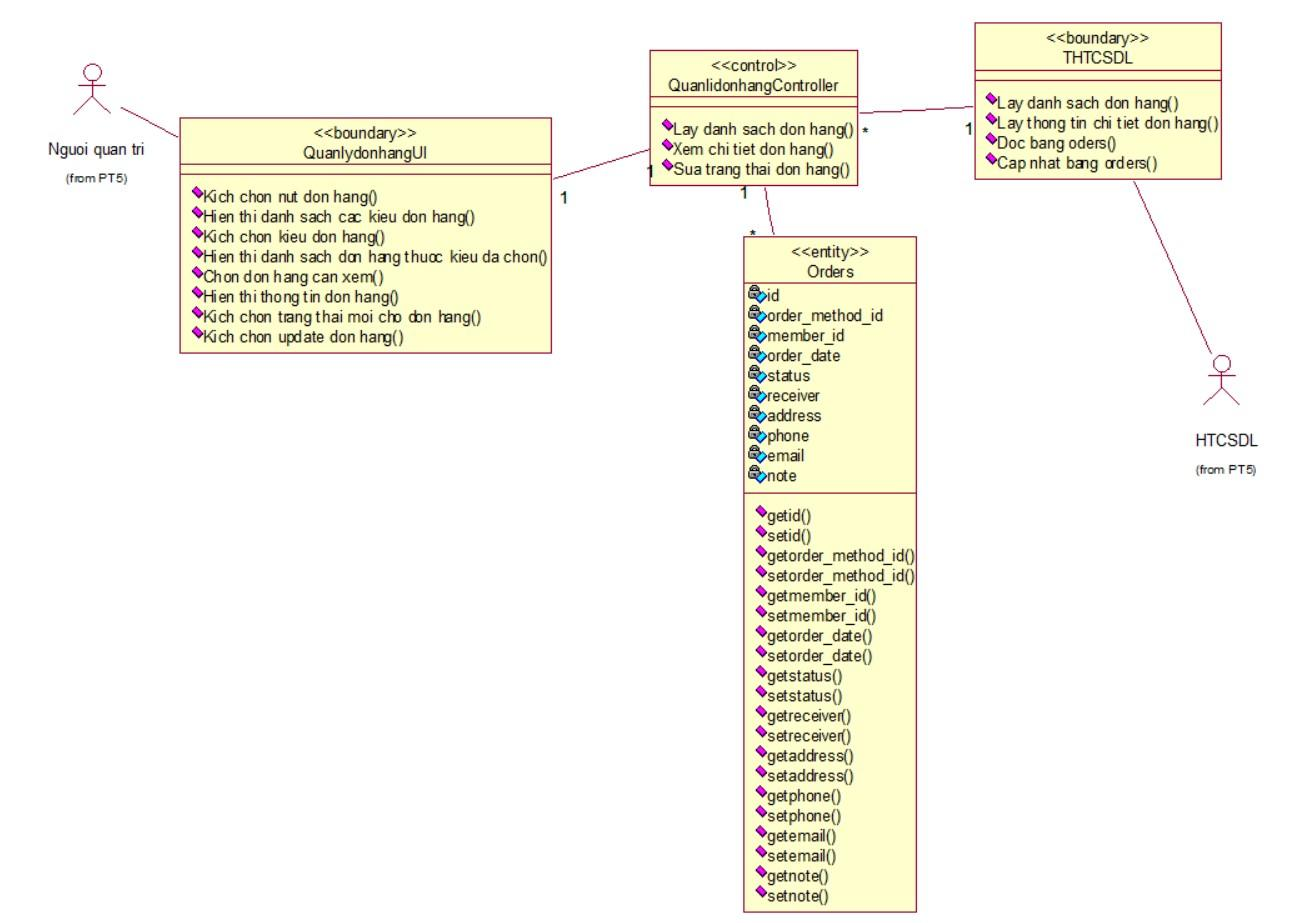 Nguoi quan tri
(from PT5)
<<boundary>>
QuanlydonhangUI
Kich chon nut don hang()
Hien thi danh sach cac kieu don hang()
Kich chon kieu don hang()
Hien thi danh sach don hang thuoc kieu da chon()
Chon don hang can xem()
Hien thi thong tin don hang()
Kich chon trang thai moi cho don hang()
Kich chon update don hang()
1
1
<<control>>
QuanlidonhangController
Lay danh sach don hang()
Xem chi tiet don hang()
Sua trang thai don hang()
*
1
1
*
<<boundary>>
THTCSDL
Lay danh sach don hang()
Lay thong tin chi tiet don hang()
Doc bang oders()
Cap nhat bang orders()
HTCSDL
(from PT5)
<<entity>>
Orders
id
order_method_id
member_id
order_date
status
receiver
address
phone
email
note
getid()
setid()
getorder_method_id()
setorder_method_id()
getmember_id()
setmember_id()
getorder_date()
setorder_date()
getstatus()
setstatus()
getreceiver()
setreceiver()
getaddress()
setaddress()
getphone()
setphone()
getemail()
setemail()
getnote()
setnote()